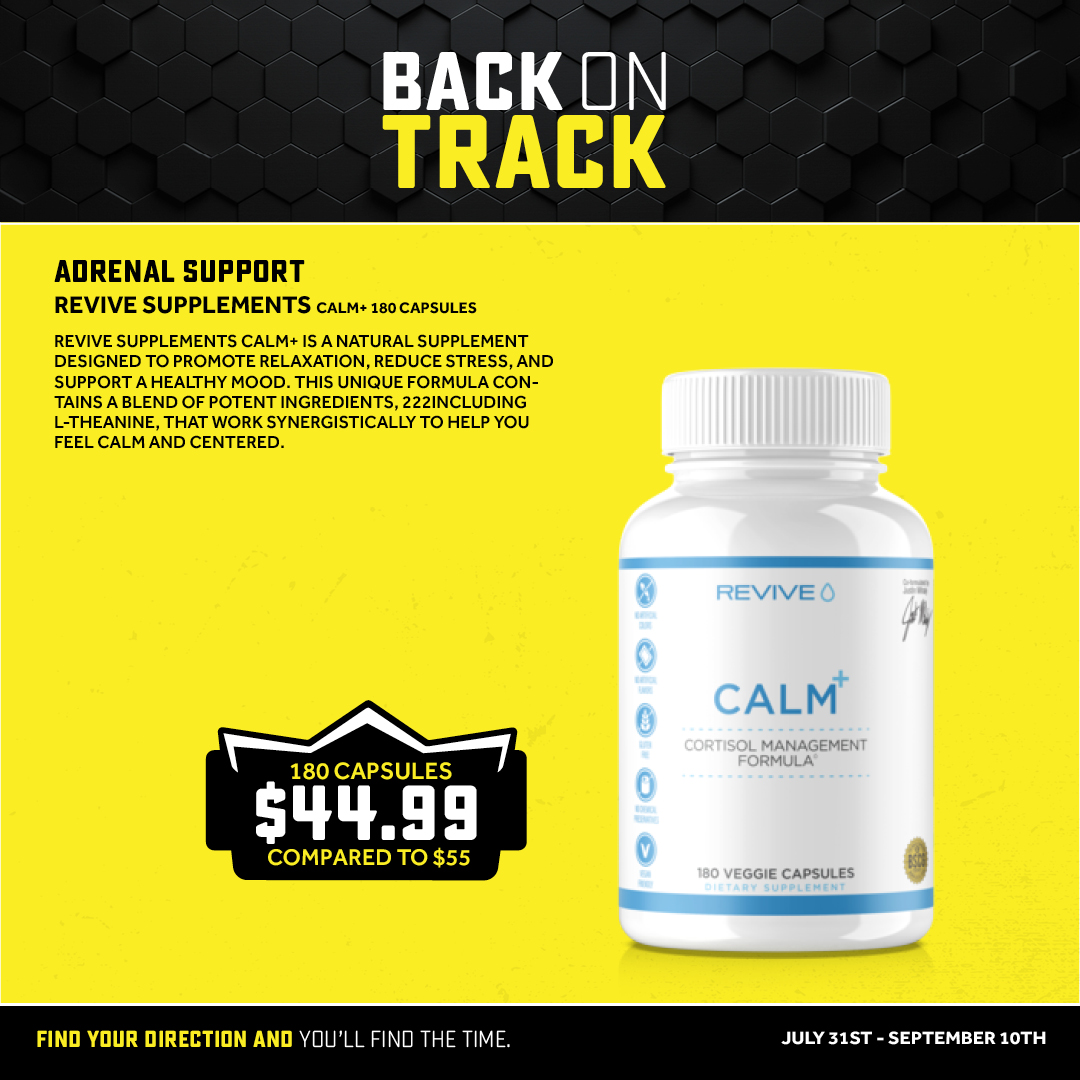 BACK ON
TRACK
ADRENAL SUPPORT
REVIVE SUPPLEMENTS CALM+ 180 CAPSULES
REVIVE SUPPLEMENTS CALM+ IS A NATURAL SUPPLEMENT
DESIGNED TO PROMOTE RELAXATION, REDUCE STRESS, AND
SUPPORT A HEALTHY MOOD. THIS UNIQUE FORMULA CON-
TAINS A BLEND OF POTENT INGREDIENTS, 222INCLUDING
L-THEANINE, THAT WORK SYNERGISTICALLY TO HELP YOU
FEEL CALM AND CENTERED.
REVIVE
CALM+
CORTISOL MANAGEMENT
FORMULA
180 VEGGIE CAPSULES
DIETARY SUPPLEMENT
180 CAPSULES
$44.99
COMPARED TO $55
FIND YOUR DIRECTION AND YOU'LL FIND THE TIME.
JULY 31ST - SEPTEMBER 10TH